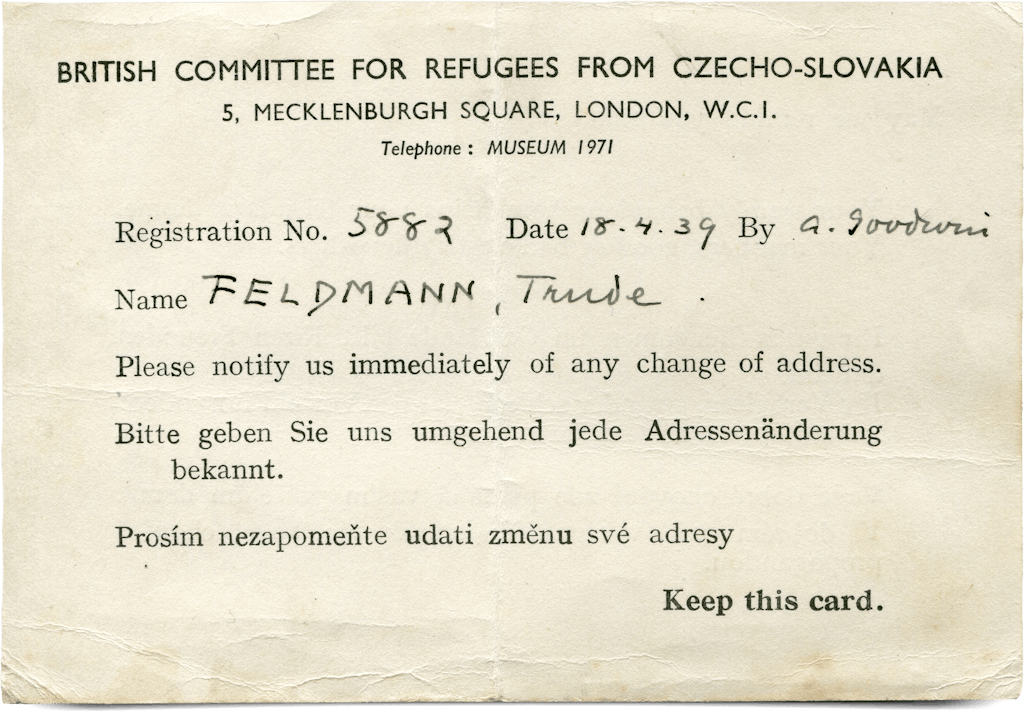 BRITISH COMMITTEE FOR REFUGEES FROM CZECHO-SLOVAKIA
5, MECKLENBURGH SQUARE, LONDON, W.C.1.
Telephone : MUSEUM 1971
Registration No. 5882 Date 18.4.39 By A. Goodwin
Name FELDMANN, Trude .
Please notify us immediately of any change of address.
Bitte geben Sie uns umgehend jede Adressenänderung
bekannt.
Prosím nezapomeňte udati změnu své adresy
Keep this card.